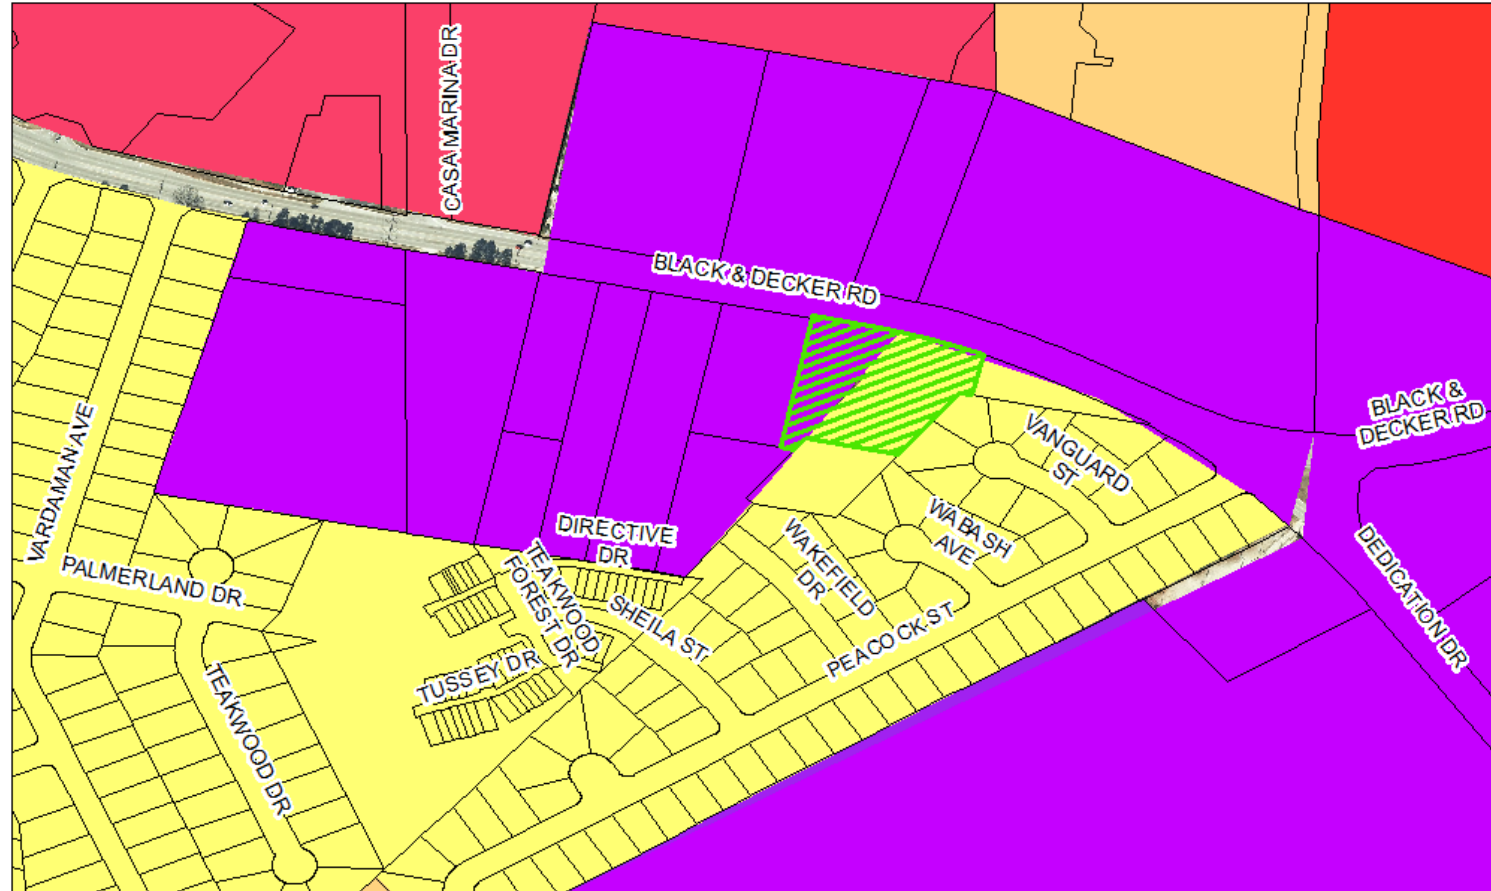 CASA MARINA DR
BLACK & DECKER RD
BLACK &
DECKER RD
VARDAMAN AVE
VANGUARD
ST
WABASH
AVE
WAKEFIELD
DR
DIRECTIVE
DR
TEAKWOOD
FOREST DR
SHEILA ST
PALMERLAND DR
PEACOCK ST
DEDICATION DR
TUSSEY DR
TEAKWOOD DR